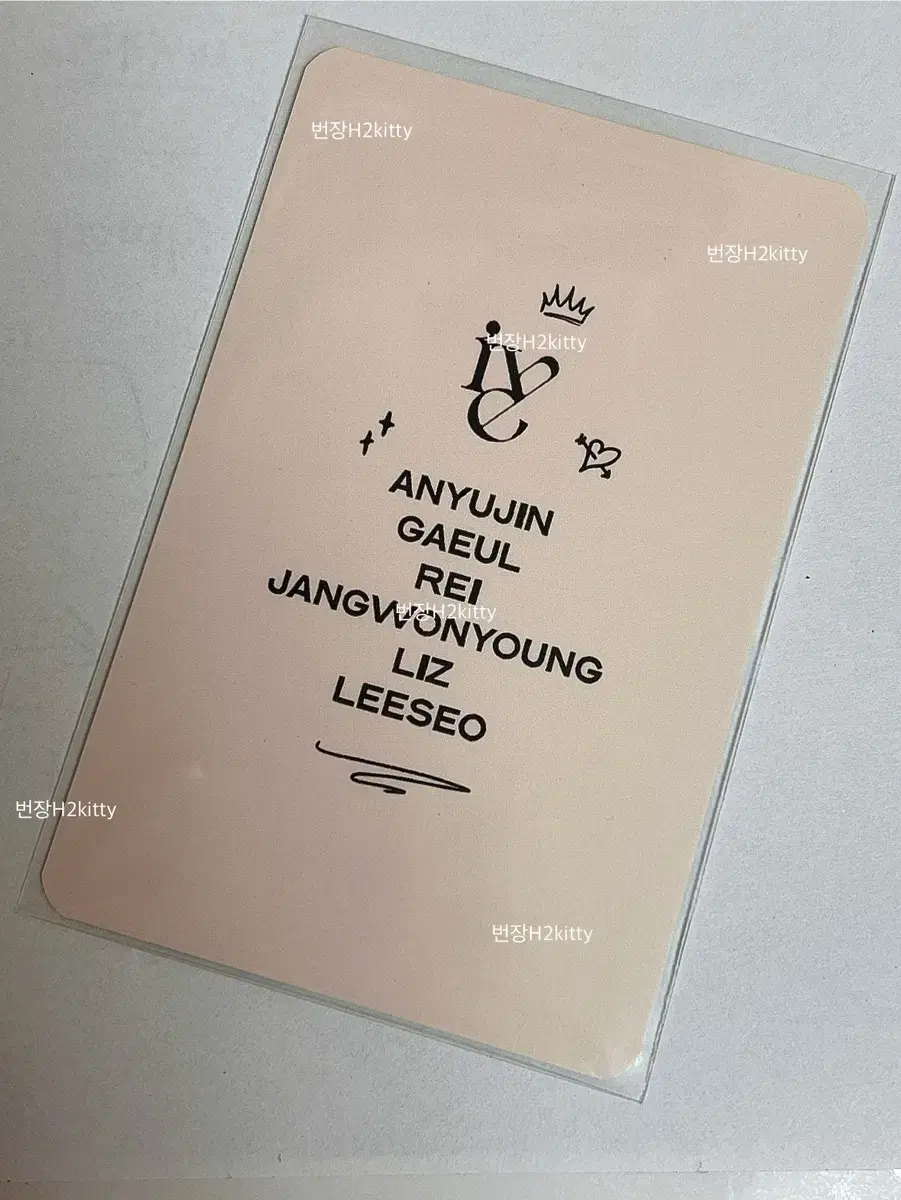 번장H2kitty
번장H2kitty
ive
번장H2kitty
ANYUJIN
GAEUL
REI
JANGWONYOUNG
번장H2kitty
LIZ
LEESEO
번장H2kitty
번장H2kitty